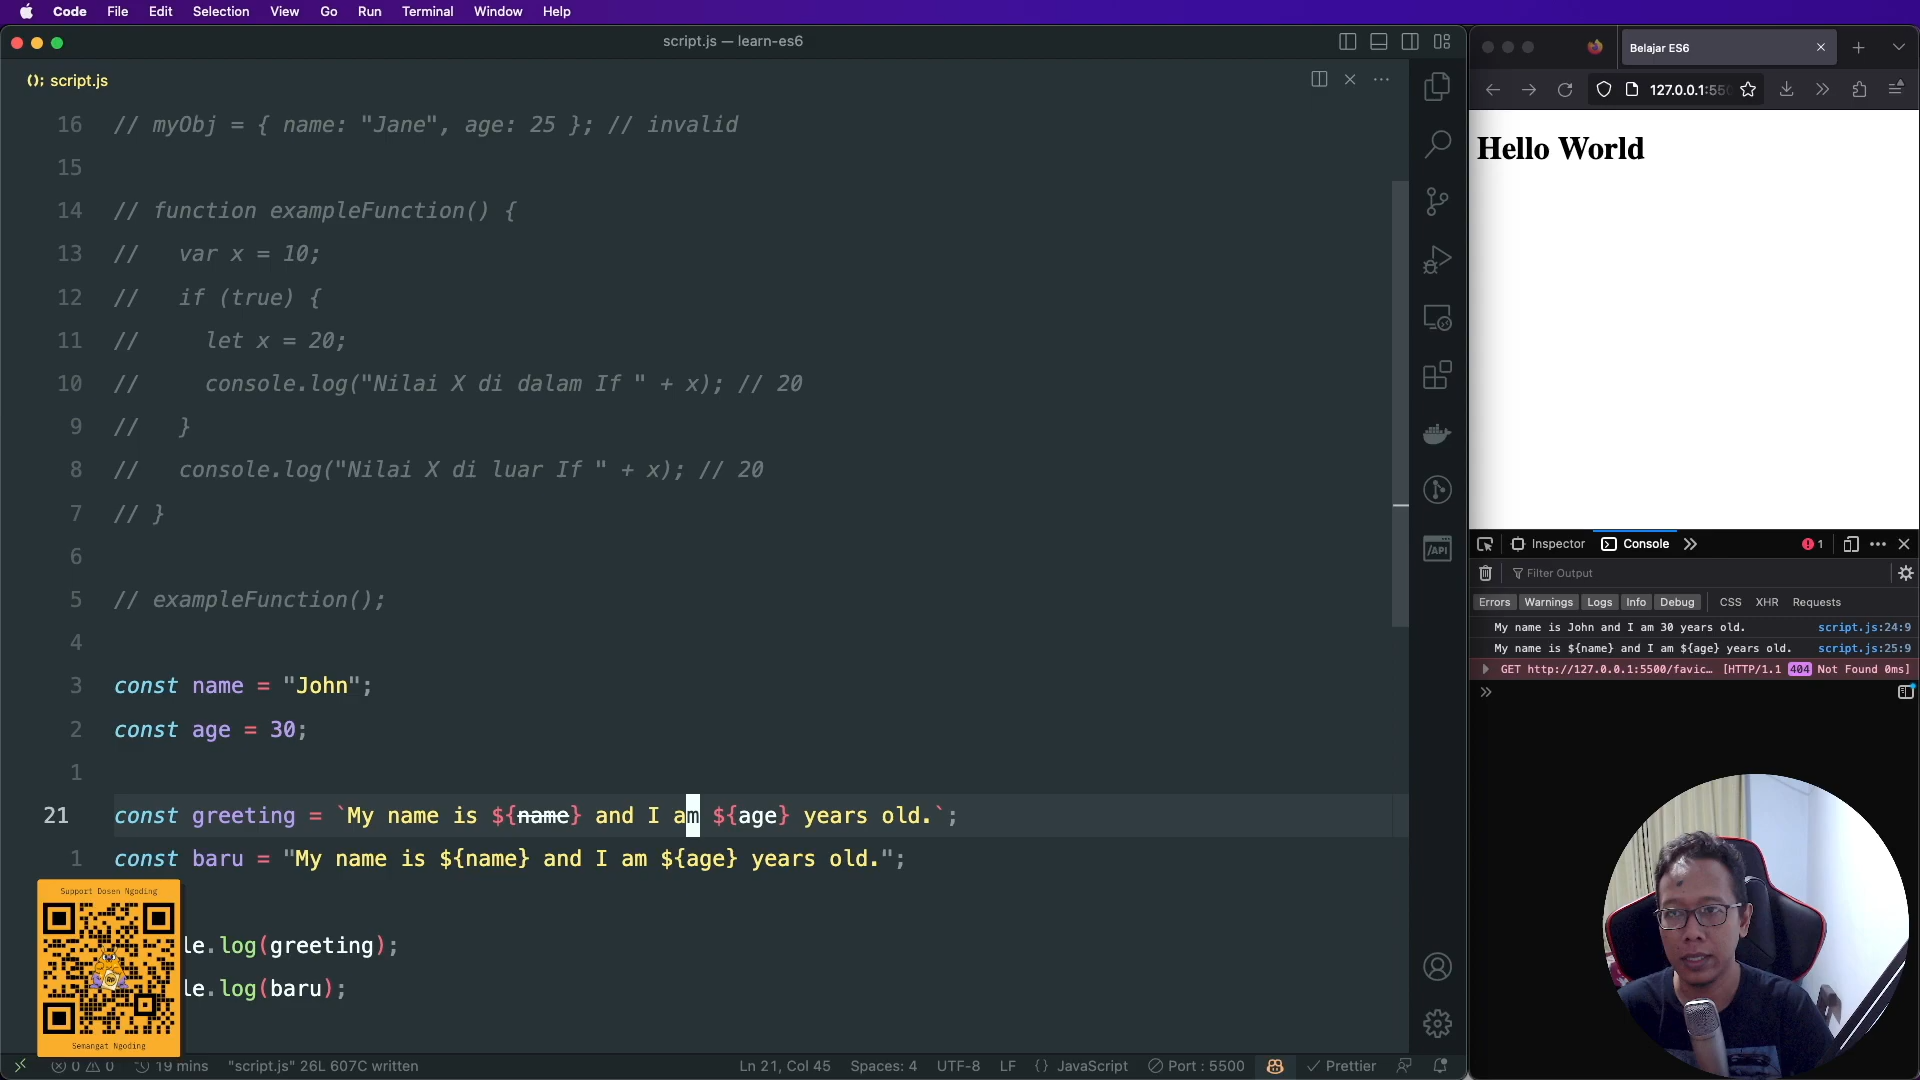 Code File Edit Selection View Go Run Terminal Window Help
script.js — learn-es6
script.js
16 // myObj = { name: "Jane", age: 25 }; // invalid
15
14 // function exampleFunction() {
13 //   var x = 10;
12 //   if (true) {
11 //     let x = 20;
10 //     console.log("Nilai X di dalam If " + x); // 20
9 //   }
8 //   console.log("Nilai X di luar If " + x); // 20
7 // }
6
5 // exampleFunction();
4
3 const name = "John";
2 const age = 30;
1
21 const greeting = `My name is ${name} and I am ${age} years old.`;
1 const baru = "My name is ${name} and I am ${age} years old.";
le.log(greeting);
le.log(baru);
Support Dosen Ngoding
Semangat Ngoding
0 0 19 mins "script.js" 26L 607C written Ln 21, Col 45 Spaces: 4 UTF-8 LF {} JavaScript Port : 5500 Prettier
/API
Belajar ES6
127.0.0.1:550
Hello World
Inspector Console 1
Filter Output
Errors Warnings Logs Info Debug CSS XHR Requests
My name is John and I am 30 years old. script.js:24:9
My name is ${name} and I am ${age} years old. script.js:25:9
GET http://127.0.0.1:5500/favic… [HTTP/1.1 404 Not Found 0ms]